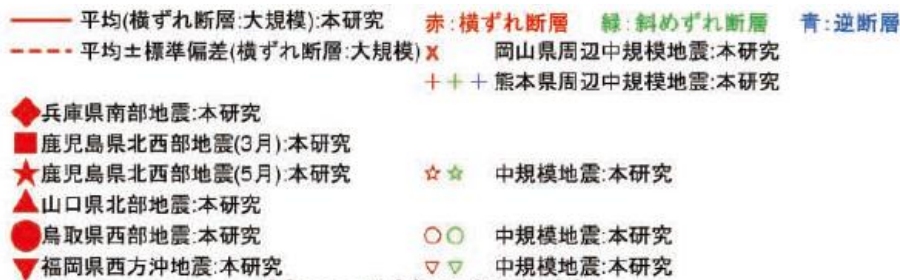 平均(横ずれ断層:大規模):本研究 赤:横ずれ断層 緑:斜めずれ断層 青:逆断層
平均±標準偏差(横ずれ断層:大規模) x 岡山県周辺中規模地震:本研究
+++熊本県周辺中規模地震:本研究
◆兵庫県南部地震:本研究
■鹿児島県北西部地震(3月):本研究
★鹿児島県北西部地震(5月):本研究 ☆☆ 中規模地震:本研究
▲山口県北部地震:本研究
●鳥取県西部地震:本研究 ○○ 中規模地震:本研究
▼福岡県西方沖地震:本研究 ▽▽ 中規模地震:本研究